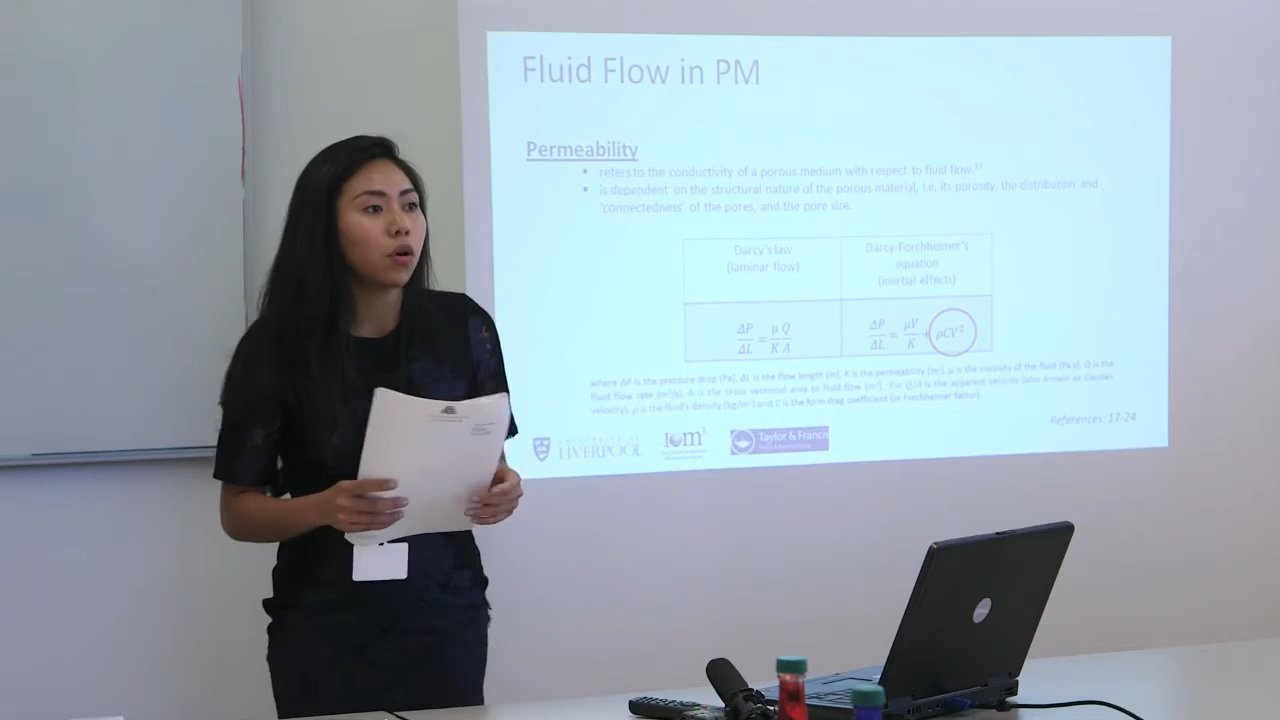 Fluid Flow in PM
Permeability
▪ refers to the conductivity of a porous medium with respect to fluid flow.¹⁷
▪ is dependent on the structural nature of the porous material, i.e. its porosity, the distribution and
'connectedness' of the pores, and the pore size.
Darcy's law
(laminar flow)
Darcy-Forchheimer's
equation
(inertial effects)
ΔP/ΔL = μ/K Q/A
ΔP/ΔL = μV/K + ρCV²
where ΔP is the pressure drop (Pa), ΔL is the flow length (m), K is the permeability (m²), μ is the viscosity of the fluid (Pa.s), Q is the
fluid flow rate (m³/s), A is the cross sectional area to fluid flow (m²), V= Q/A is the apparent velocity (also known as Darcian
velocity), ρ is the fluid's density (kg/m³) and C is the form drag coefficient (or Forchheimer factor).
References: 17-24
UNIVERSITY OF
LIVERPOOL
IOM³
Taylor & Francis